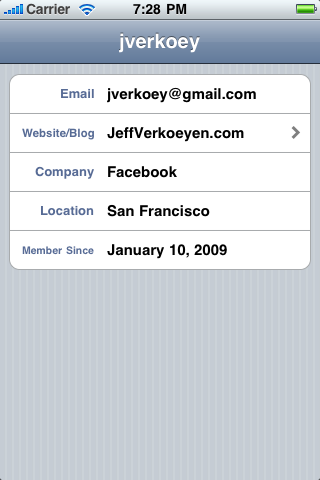 Carrier 7:28 PM
jverkoey
Email jverkoey@gmail.com
Website/Blog JeffVerkoeyen.com
Company Facebook
Location San Francisco
Member Since January 10, 2009